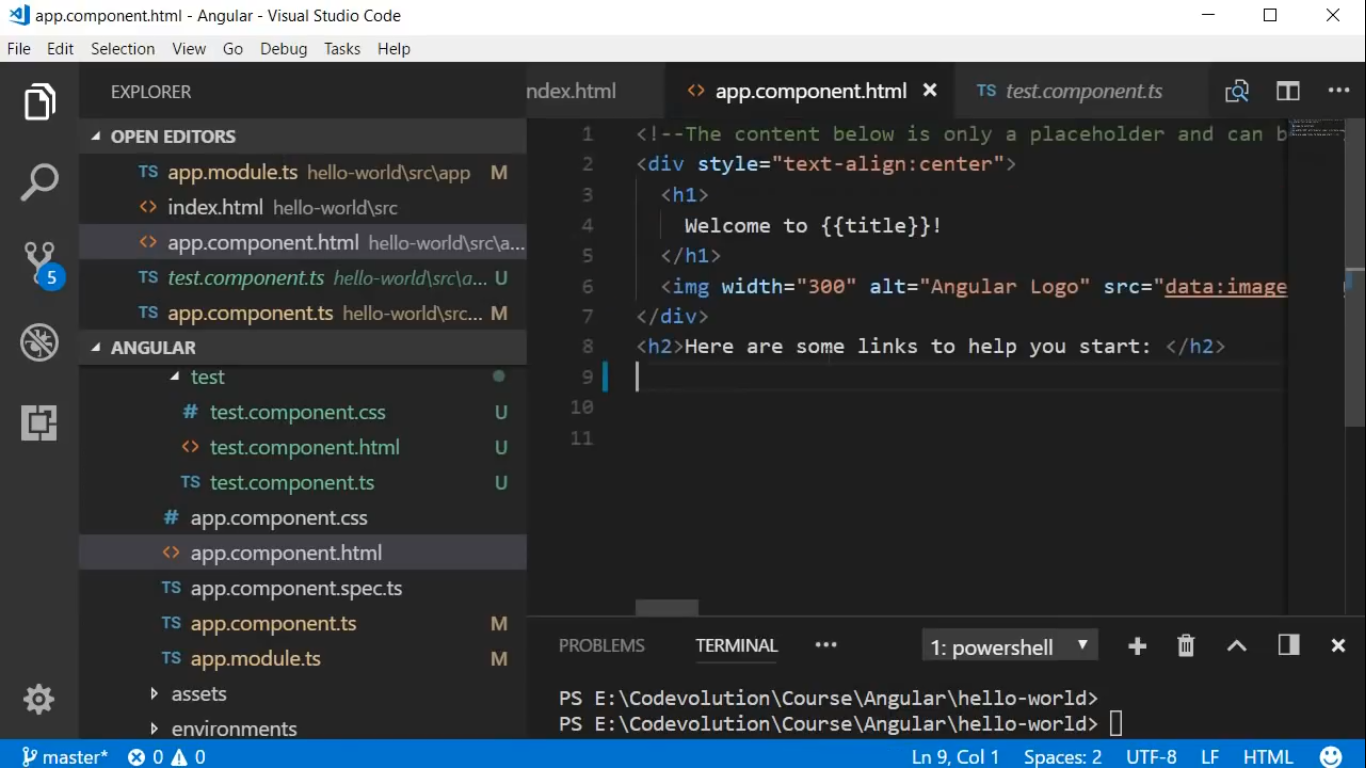 app.component.html - Angular - Visual Studio Code
File Edit Selection View Go Debug Tasks Help
EXPLORER
OPEN EDITORS
TS app.module.ts hello-world\src\app M
<> index.html hello-world\src
<> app.component.html hello-world\src\a...
TS test.component.ts hello-world\src\a... U
TS app.component.ts hello-world\src... M
5
ANGULAR
test
# test.component.css U
<> test.component.html U
TS test.component.ts U
# app.component.css
<> app.component.html
TS app.component.spec.ts
TS app.component.ts M
TS app.module.ts M
assets
environments
ndex.html <> app.component.html × TS test.component.ts ...
1 <!--The content below is only a placeholder and can b
2 <div style="text-align:center">
3 <h1>
4 Welcome to {{title}}!
5 </h1>
6 <img width="300" alt="Angular Logo" src="data:image
7 </div>
8 <h2>Here are some links to help you start: </h2>
9
10
11
PROBLEMS TERMINAL ... 1: powershell
PS E:\Codevolution\Course\Angular\hello-world>
PS E:\Codevolution\Course\Angular\hello-world>
master* 0 0 Ln 9, Col 1 Spaces: 2 UTF-8 LF HTML